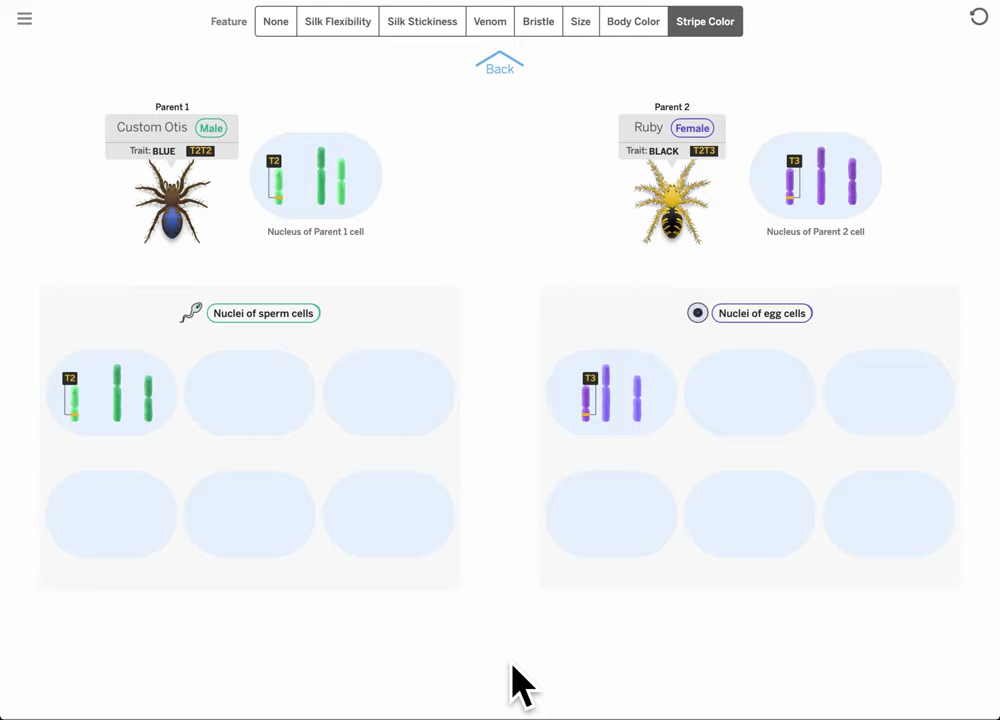 Feature None Silk Flexibility Silk Stickiness Venom Bristle Size Body Color Stripe Color
Back
Parent 1
Custom Otis Male
Trait: BLUE T2T2
T2
Nucleus of Parent 1 cell
Parent 2
Ruby Female
Trait: BLACK T2T3
T3
Nucleus of Parent 2 cell
Nuclei of sperm cells
T2
Nuclei of egg cells
T3